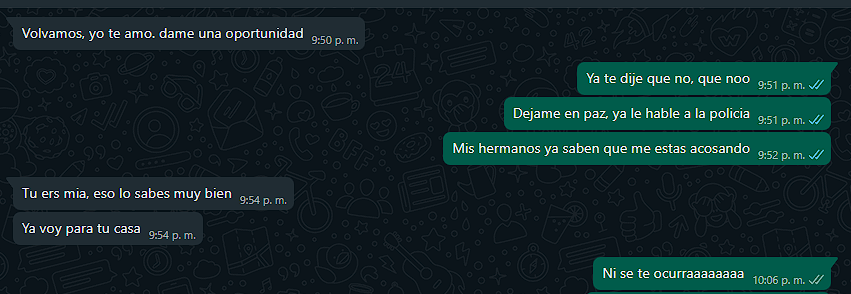 Volvamos, yo te amo. dame una oportunidad 9:50 p. m.
Ya te dije que no, que noo 9:51 p. m.
Dejame en paz, ya le hable a la policia 9:51 p. m.
Mis hermanos ya saben que me estas acosando 9:52 p. m.
Tu ers mia, eso lo sabes muy bien 9:54 p. m.
Ya voy para tu casa 9:54 p. m.
Ni se te ocurraaaaaaaa 10:06 p. m.